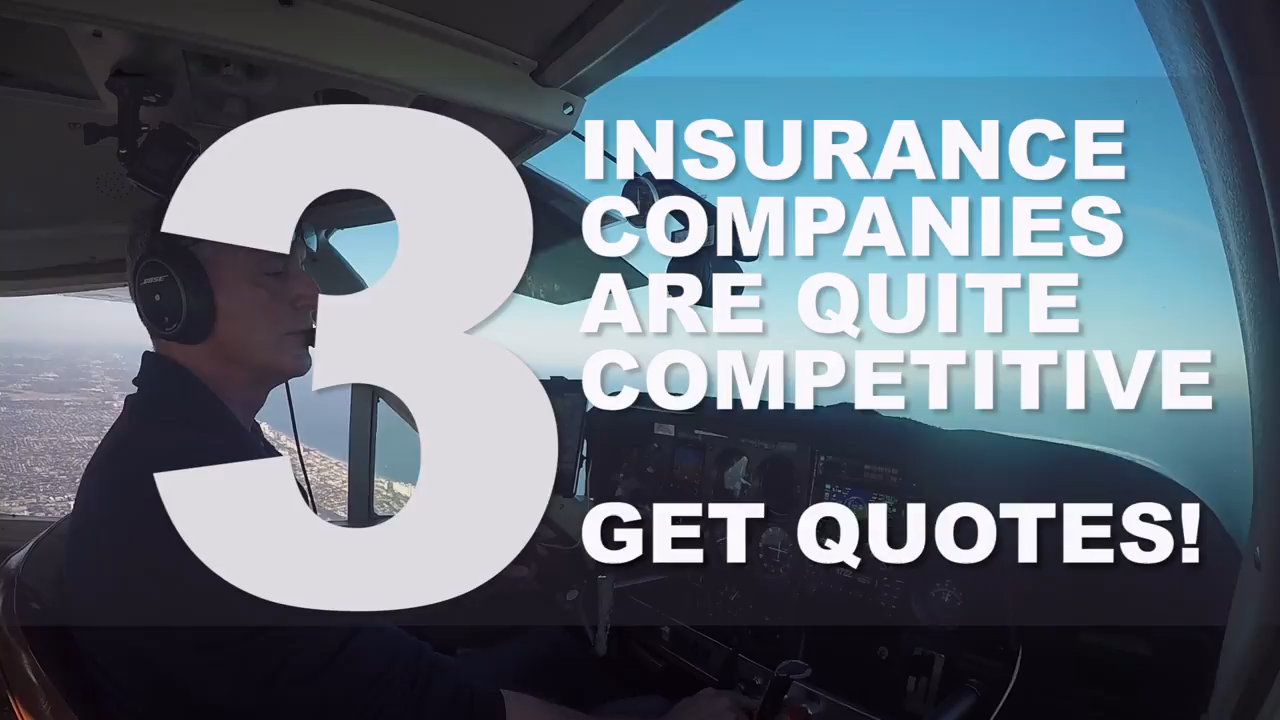 3
INSURANCE
COMPANIES
ARE QUITE
COMPETITIVE
GET QUOTES!
BOSE